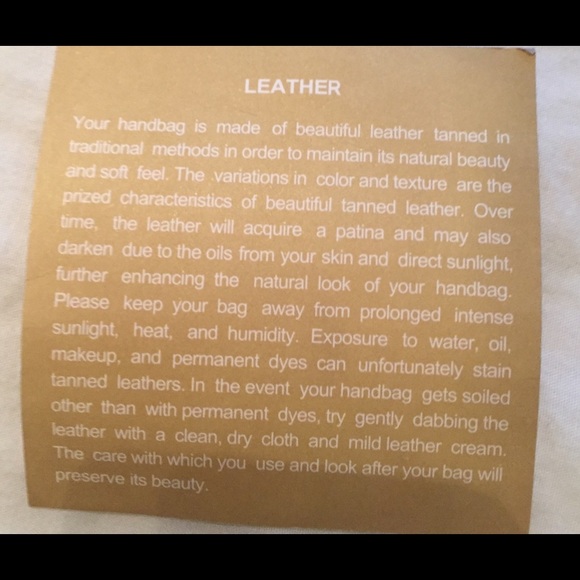 LEATHER
Your handbag is made of beautiful leather tanned in
traditional methods in order to maintain its natural beauty
and soft feel. The variations in color and texture are the
prized characteristics of beautiful tanned leather. Over
time, the leather will acquire a patina and may also
darken due to the oils from your skin and direct sunlight,
further enhancing the natural look of your handbag.
Please keep your bag away from prolonged intense
sunlight, heat, and humidity. Exposure to water, oil,
makeup, and permanent dyes can unfortunately stain
tanned leathers. In the event your handbag gets soiled
other than with permanent dyes, try gently dabbing the
leather with a clean, dry cloth and mild leather cream.
The care with which you use and look after your bag will
preserve its beauty.